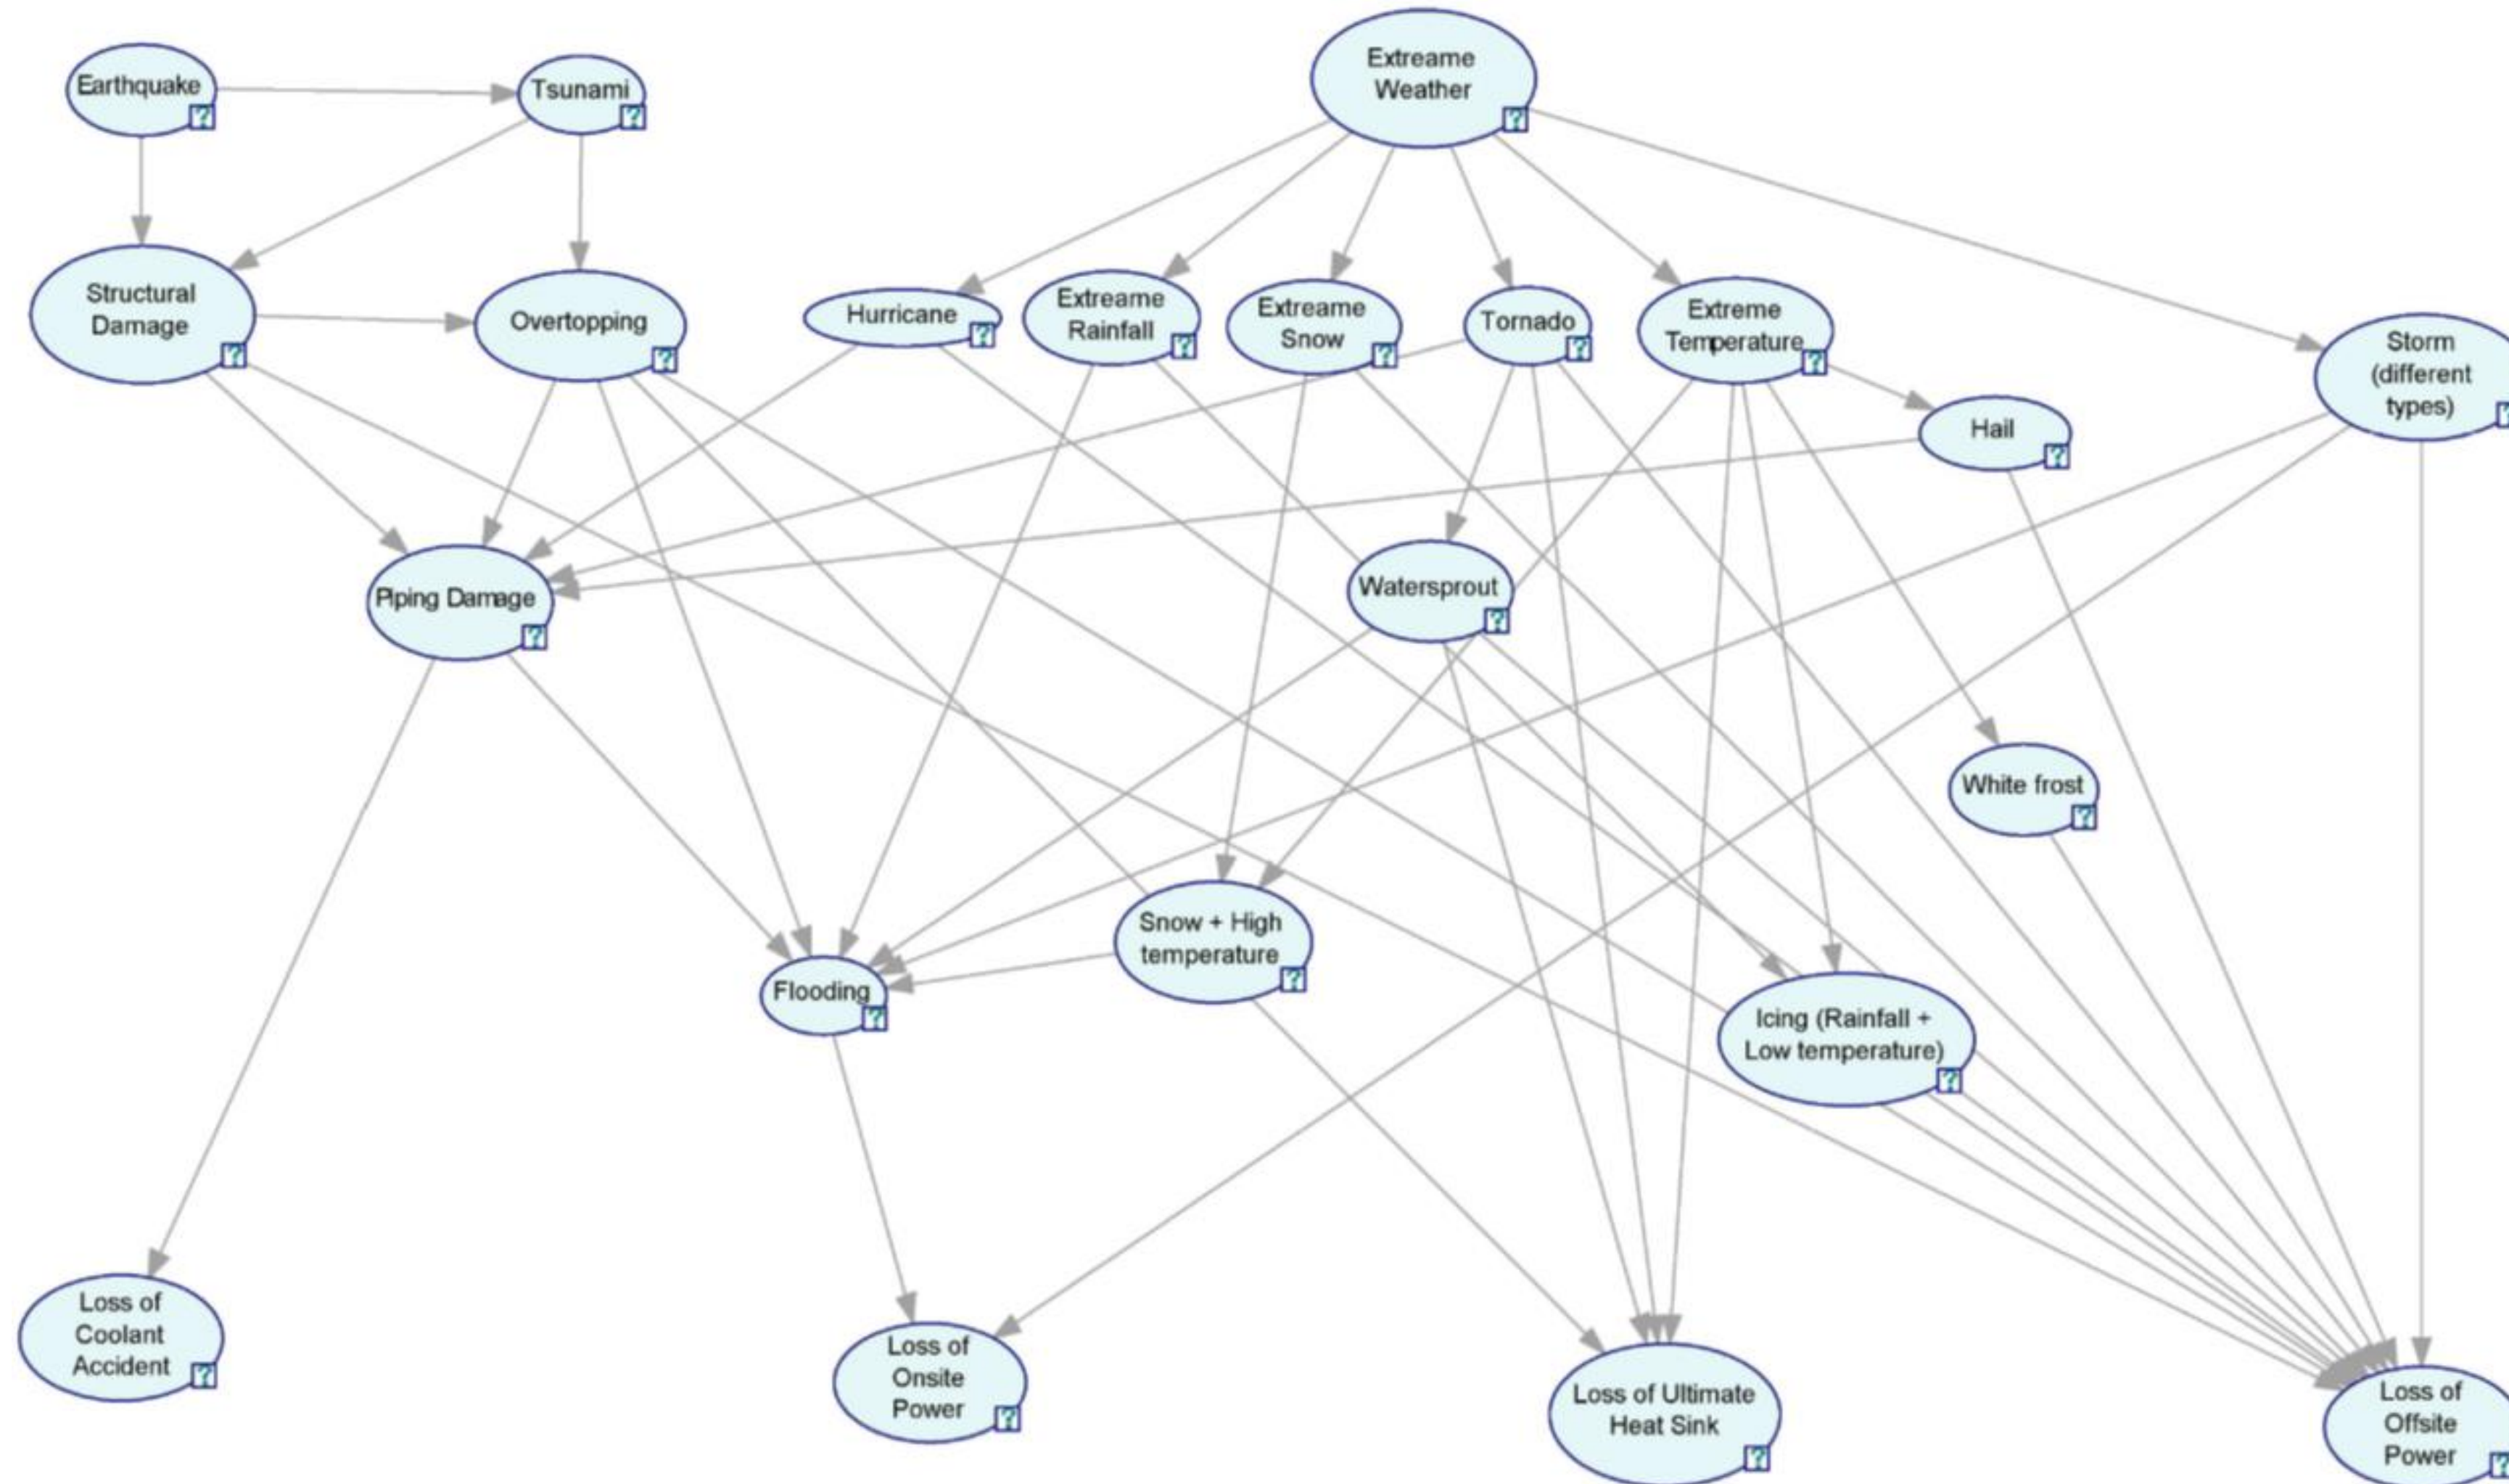 Earthquake
?
Tsunami
?
Extreame
Weather
?
Structural
Damage
?
Overtopping
?
Hurricane
?
Extreame
Rainfall
?
Extreame
Snow
?
Tornado
?
Extreme
Temperature
?
Hail
?
Storm
(different
types)
?
Piping Damage
?
Watersprout
?
White frost
?
Flooding
?
Snow + High
temperature
?
Icing (Rainfall +
Low temperature)
?
Loss of
Coolant
Accident
?
Loss of
Onsite
Power
?
Loss of Ultimate
Heat Sink
?
Loss of
Offsite
Power
?